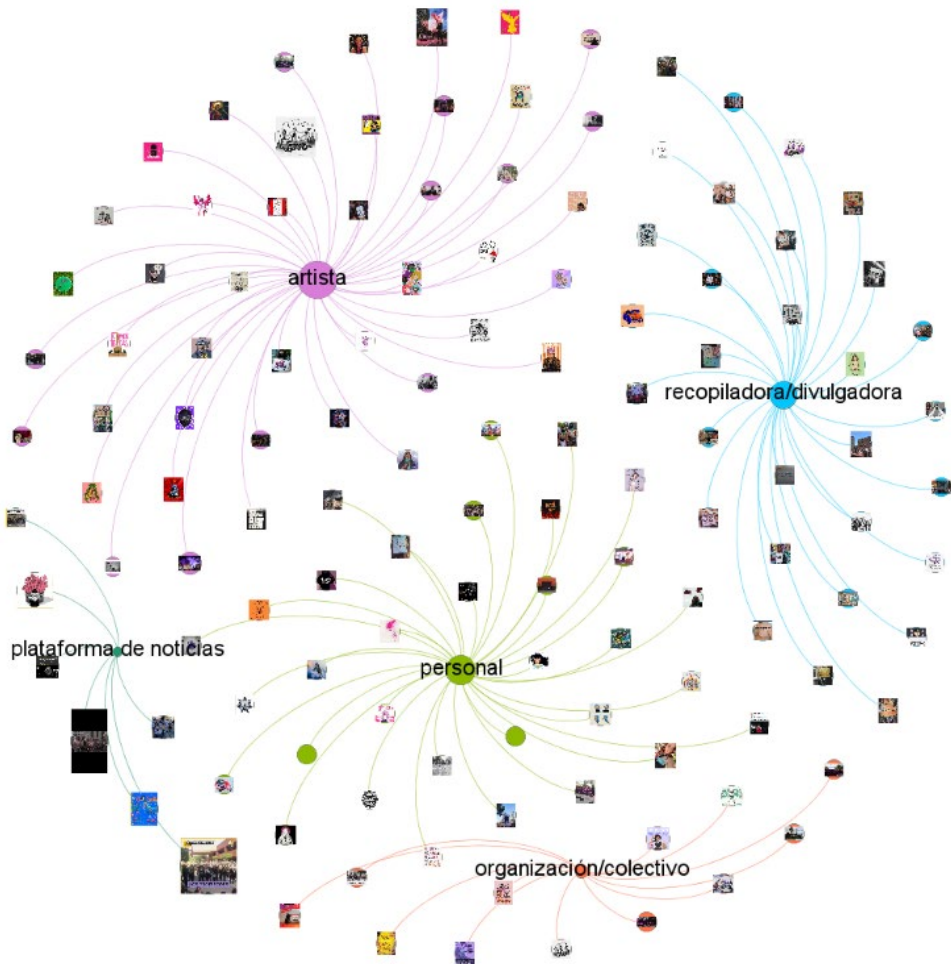 artista
recopiladora/divulgadora
plataforma de noticias
personal
organización/colectivo